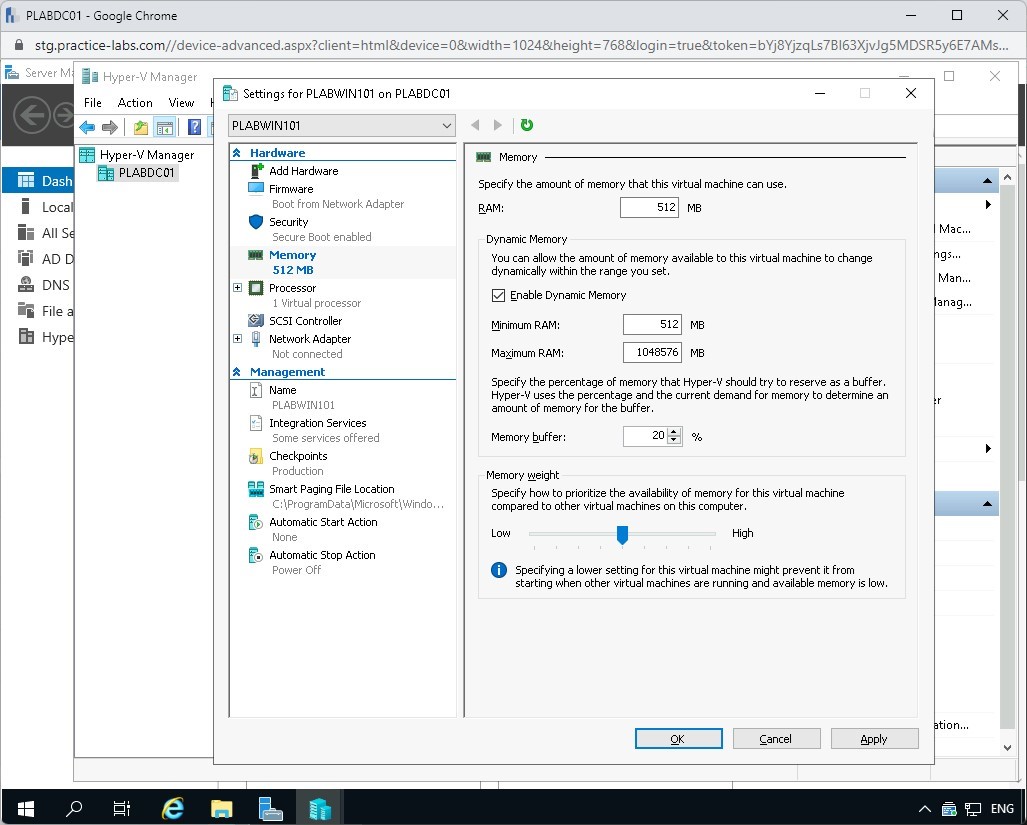 PLABDC01 - Google Chrome
stg.practice-labs.com//device-advanced.aspx?client=html&device=0&width=1024&height=768&login=true&token=bYj8YjzqLs7BI63XjvJg5MDSR5y6E7AMs...
Server Ma
Hyper-V Manager
File Action View H
Hyper-V Manager
PLABDC01
Dash
Local
All Se
AD D
DNS
File a
Hype
Settings for PLABWIN101 on PLABDC01
PLABWIN101
Hardware
Add Hardware
Firmware
Boot from Network Adapter
Security
Secure Boot enabled
Memory
512 MB
Processor
1 Virtual processor
SCSI Controller
Network Adapter
Not connected
Management
Name
PLABWIN101
Integration Services
Some services offered
Checkpoints
Production
Smart Paging File Location
C:\ProgramData\Microsoft\Windo...
Automatic Start Action
None
Automatic Stop Action
Power Off
Memory
Specify the amount of memory that this virtual machine can use.
RAM: 512 MB
Dynamic Memory
You can allow the amount of memory available to this virtual machine to change
dynamically within the range you set.
Enable Dynamic Memory
Minimum RAM: 512 MB
Maximum RAM: 1048576 MB
Specify the percentage of memory that Hyper-V should try to reserve as a buffer.
Hyper-V uses the percentage and the current demand for memory to determine an
amount of memory for the buffer.
Memory buffer: 20 %
Memory weight
Specify how to prioritize the availability of memory for this virtual machine
compared to other virtual machines on this computer.
Low High
Specifying a lower setting for this virtual machine might prevent it from
starting when other virtual machines are running and available memory is low.
OK Cancel Apply
Mac...
ngs...
Man...
anag...
er
ation...
ENG